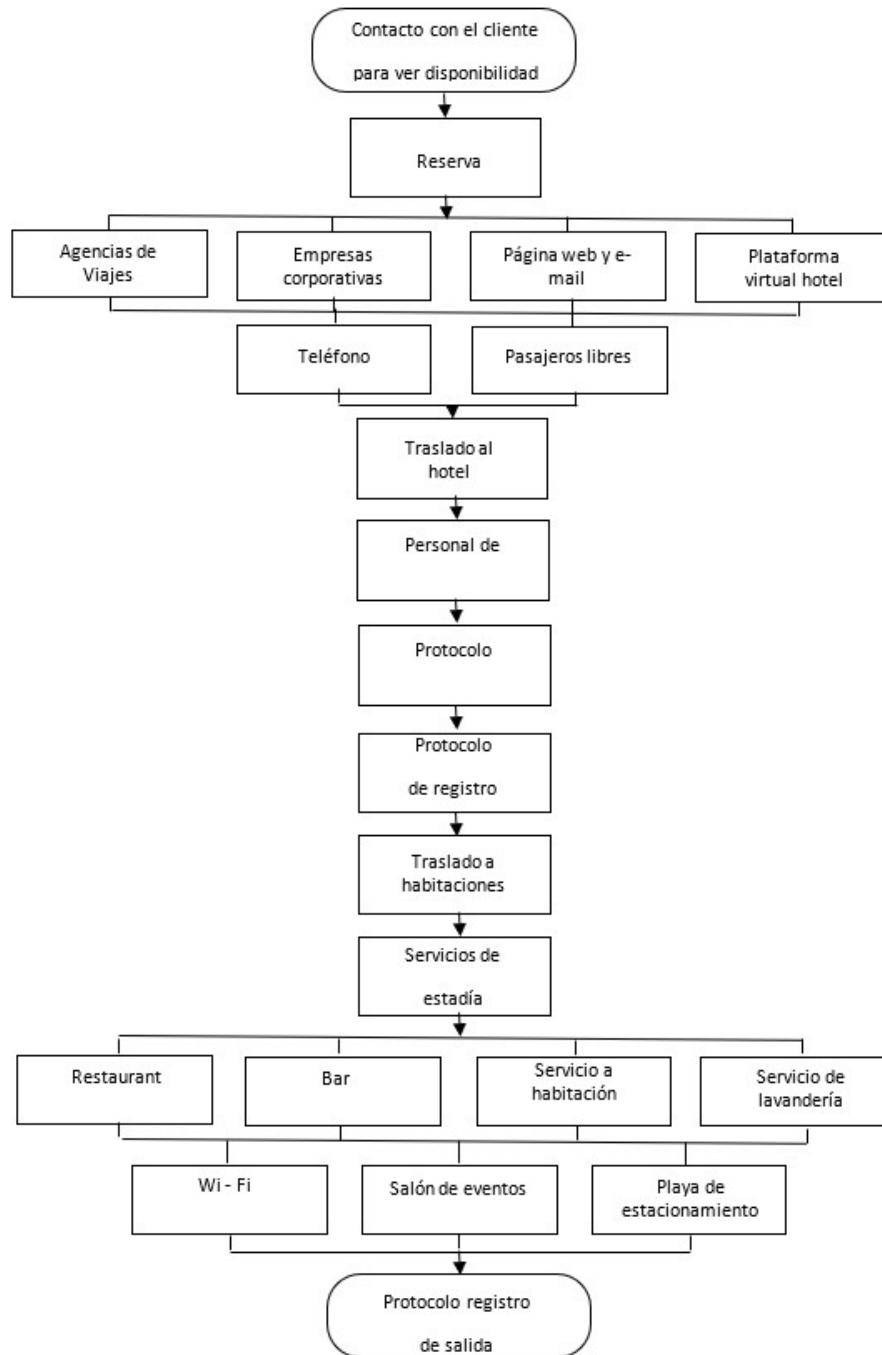 Contacto con el cliente
para ver disponibilidad
Reserva
Agencias de
Viajes
Empresas
corporativas
Página web y e-
mail
Plataforma
virtual hotel
Teléfono
Pasajeros libres
Traslado al
hotel
Personal de
Protocolo
Protocolo
de registro
Traslado a
habitaciones
Servicios de
estadía
Restaurant
Bar
Servicio a
habitación
Servicio de
lavandería
Wi - Fi
Salón de eventos
Playa de
estacionamiento
Protocolo registro
de salida